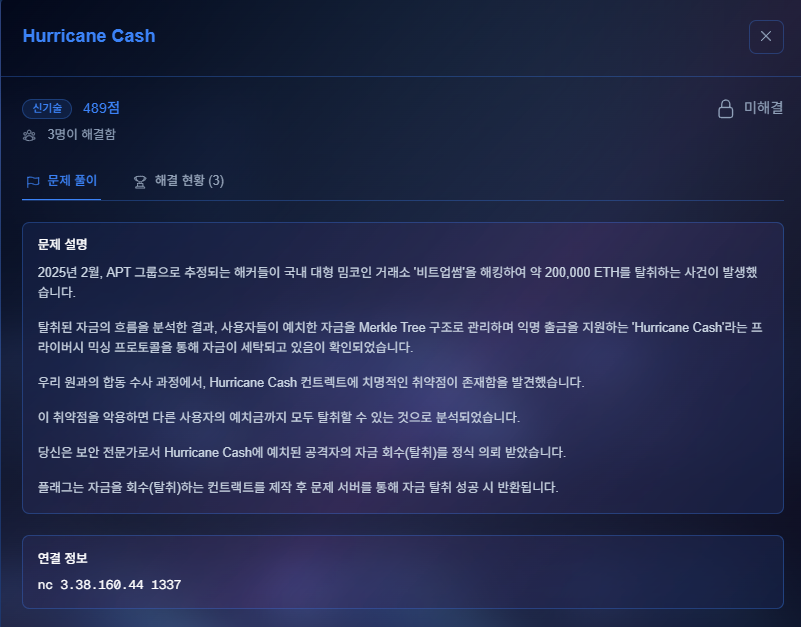 Hurricane Cash
신기술 489점
미해결
3명이 해결함
문제 풀이
해결 현황 (3)
문제 설명
2025년 2월, APT 그룹으로 추정되는 해커들이 국내 대형 밈코인 거래소 '비트업썸'을 해킹하여 약 200,000 ETH를 탈취하는 사건이 발생했
습니다.
탈취된 자금의 흐름을 분석한 결과, 사용자들이 예치한 자금을 Merkle Tree 구조로 관리하며 익명 출금을 지원하는 'Hurricane Cash'라는 프
라이버시 믹싱 프로토콜을 통해 자금이 세탁되고 있음이 확인되었습니다.
우리 원과의 합동 수사 과정에서, Hurricane Cash 컨트랙트에 치명적인 취약점이 존재함을 발견했습니다.
이 취약점을 악용하면 다른 사용자의 예치금까지 모두 탈취할 수 있는 것으로 분석되었습니다.
당신은 보안 전문가로서 Hurricane Cash에 예치된 공격자의 자금 회수(탈취)를 정식 의뢰 받았습니다.
플래그는 자금을 회수(탈취)하는 컨트랙트를 제작 후 문제 서버를 통해 자금 탈취 성공 시 반환됩니다.
연결 정보
nc 3.38.160.44 1337